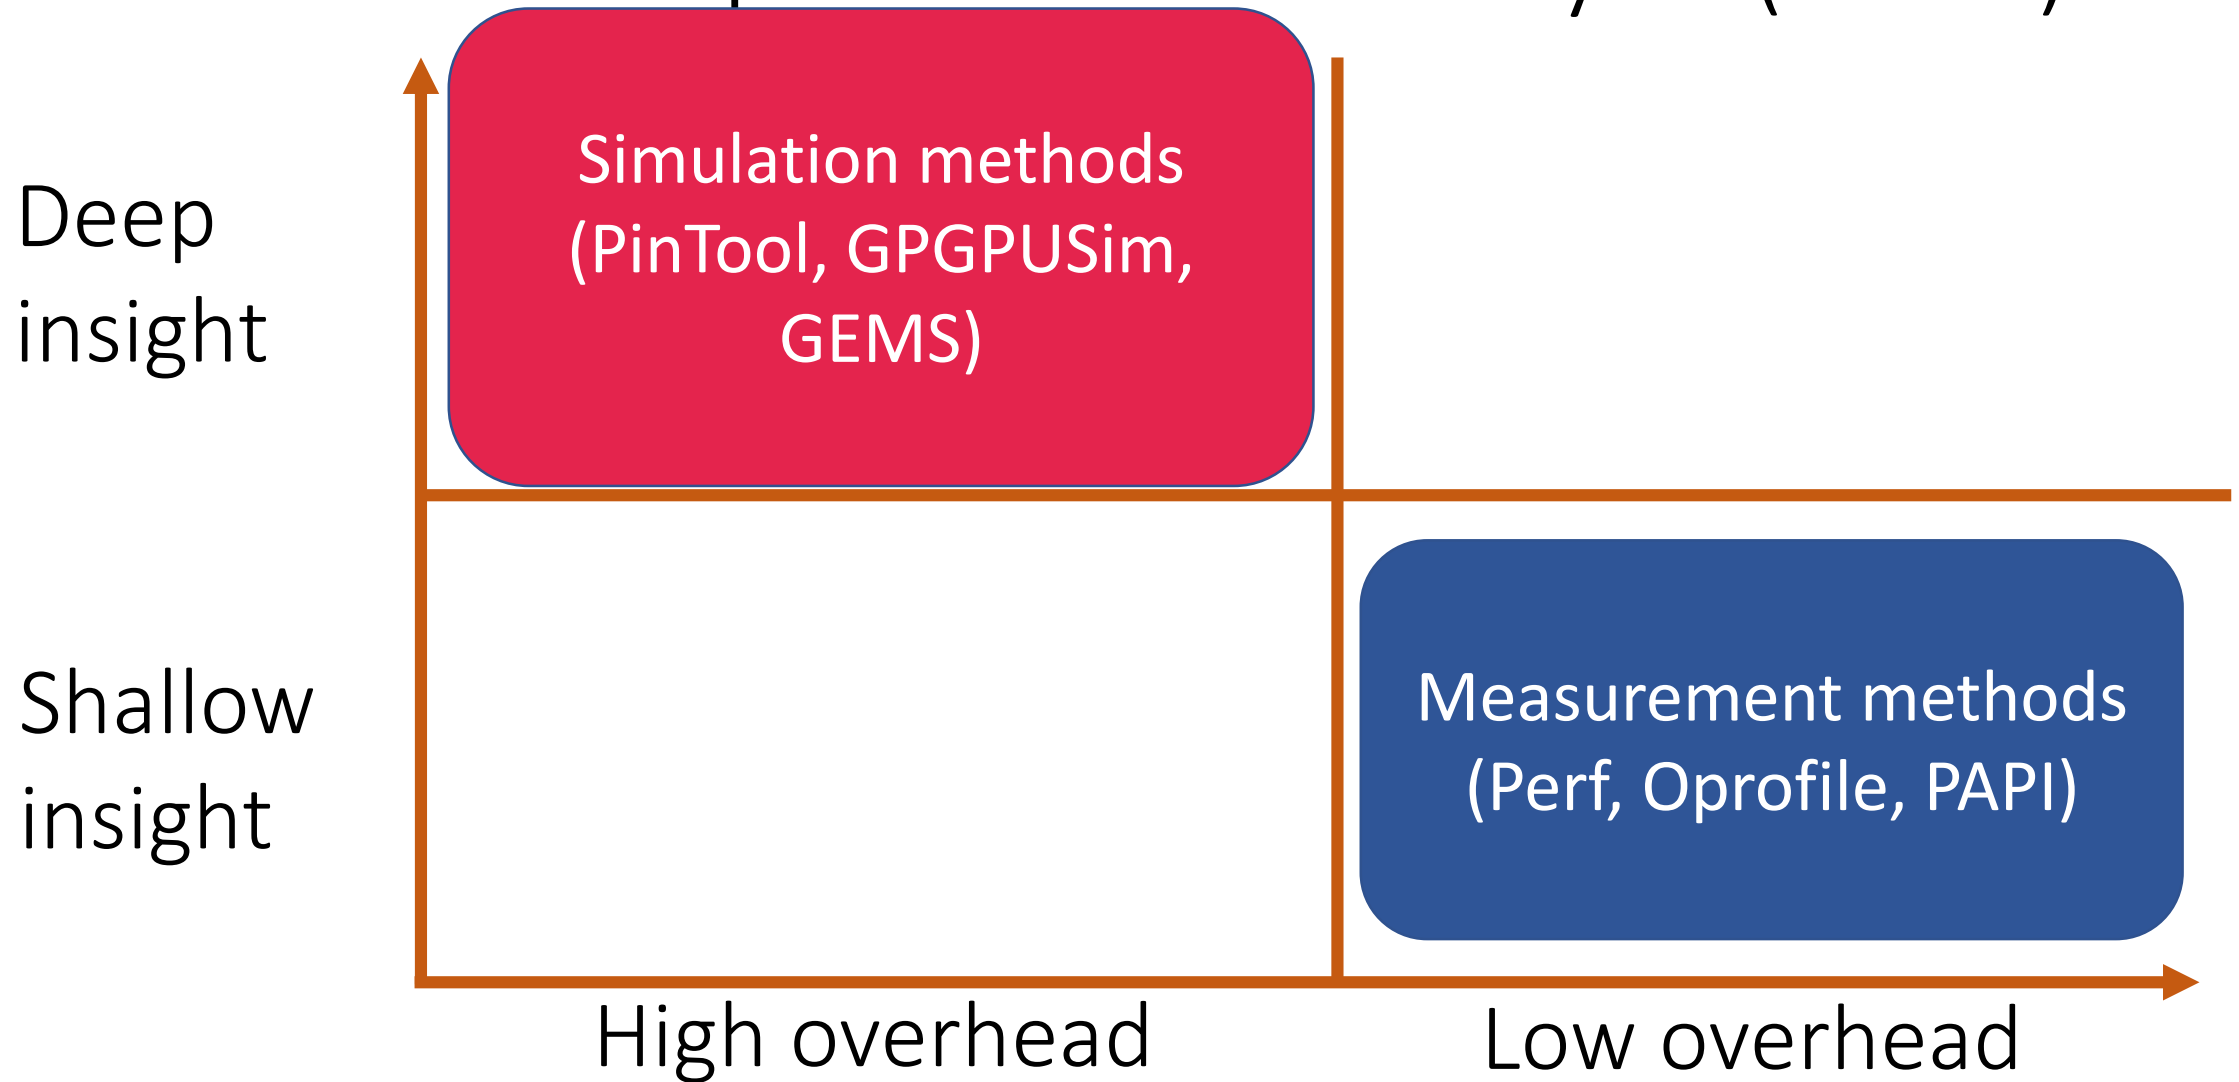 Simulation methods
(PinTool, GPGPUSim,
GEMS)
Deep
insight
Measurement methods
(Perf, Oprofile, PAPI)
Shallow
insight
High overhead
Low overhead